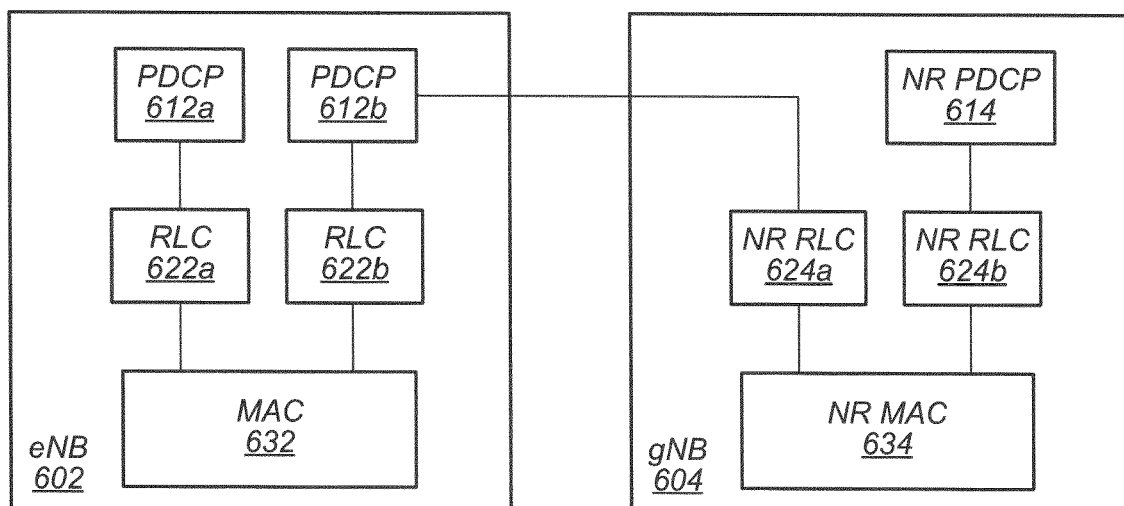 PDCP
612a
PDCP
612b
NR PDCP
614
RLC
622a
RLC
622b
NR RLC
624a
NR RLC
624b
MAC
632
NR MAC
634
eNB
602
gNB
604